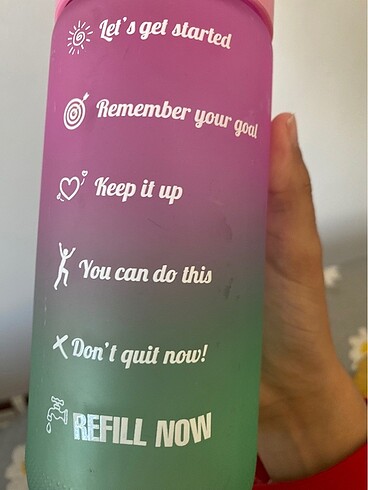 Let's get started
Remember your goal
Keep it up
You can do this
Don't quit now!
REFILL NOW